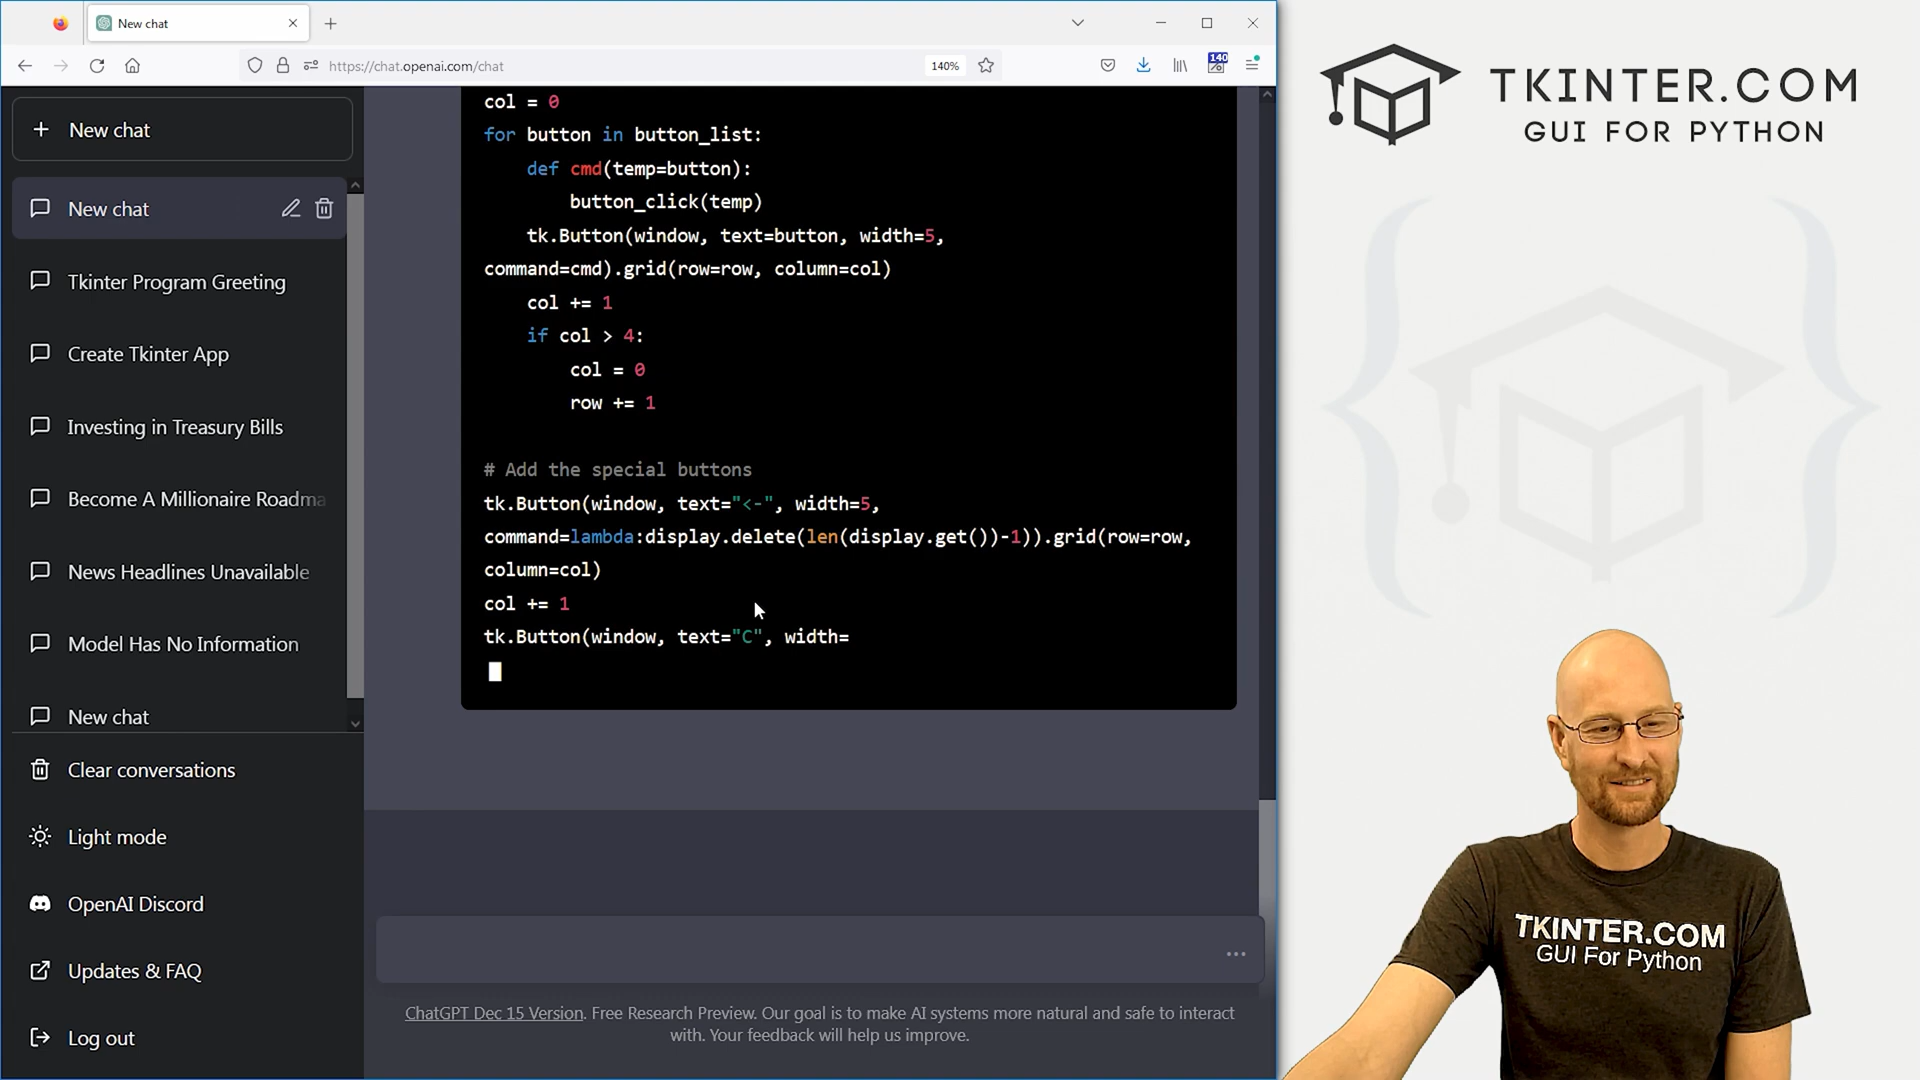 New chat
https://chat.openai.com/chat
140%
140
New chat
New chat
Tkinter Program Greeting
Create Tkinter App
Investing in Treasury Bills
Become A Millionaire Roadma
News Headlines Unavailable
Model Has No Information
New chat
Clear conversations
Light mode
OpenAI Discord
Updates & FAQ
Log out
col = 0
for button in button_list:
    def cmd(temp=button):
        button_click(temp)
    tk.Button(window, text=button, width=5,
command=cmd).grid(row=row, column=col)
    col += 1
    if col > 4:
        col = 0
        row += 1
# Add the special buttons
tk.Button(window, text="<-", width=5,
command=lambda:display.delete(len(display.get())-1)).grid(row=row,
column=col)
col += 1
tk.Button(window, text="C", width=
ChatGPT Dec 15 Version. Free Research Preview. Our goal is to make AI systems more natural and safe to interact
with. Your feedback will help us improve.
TKINTER.COM
GUI FOR PYTHON
TKINTER.COM
GUI For Python